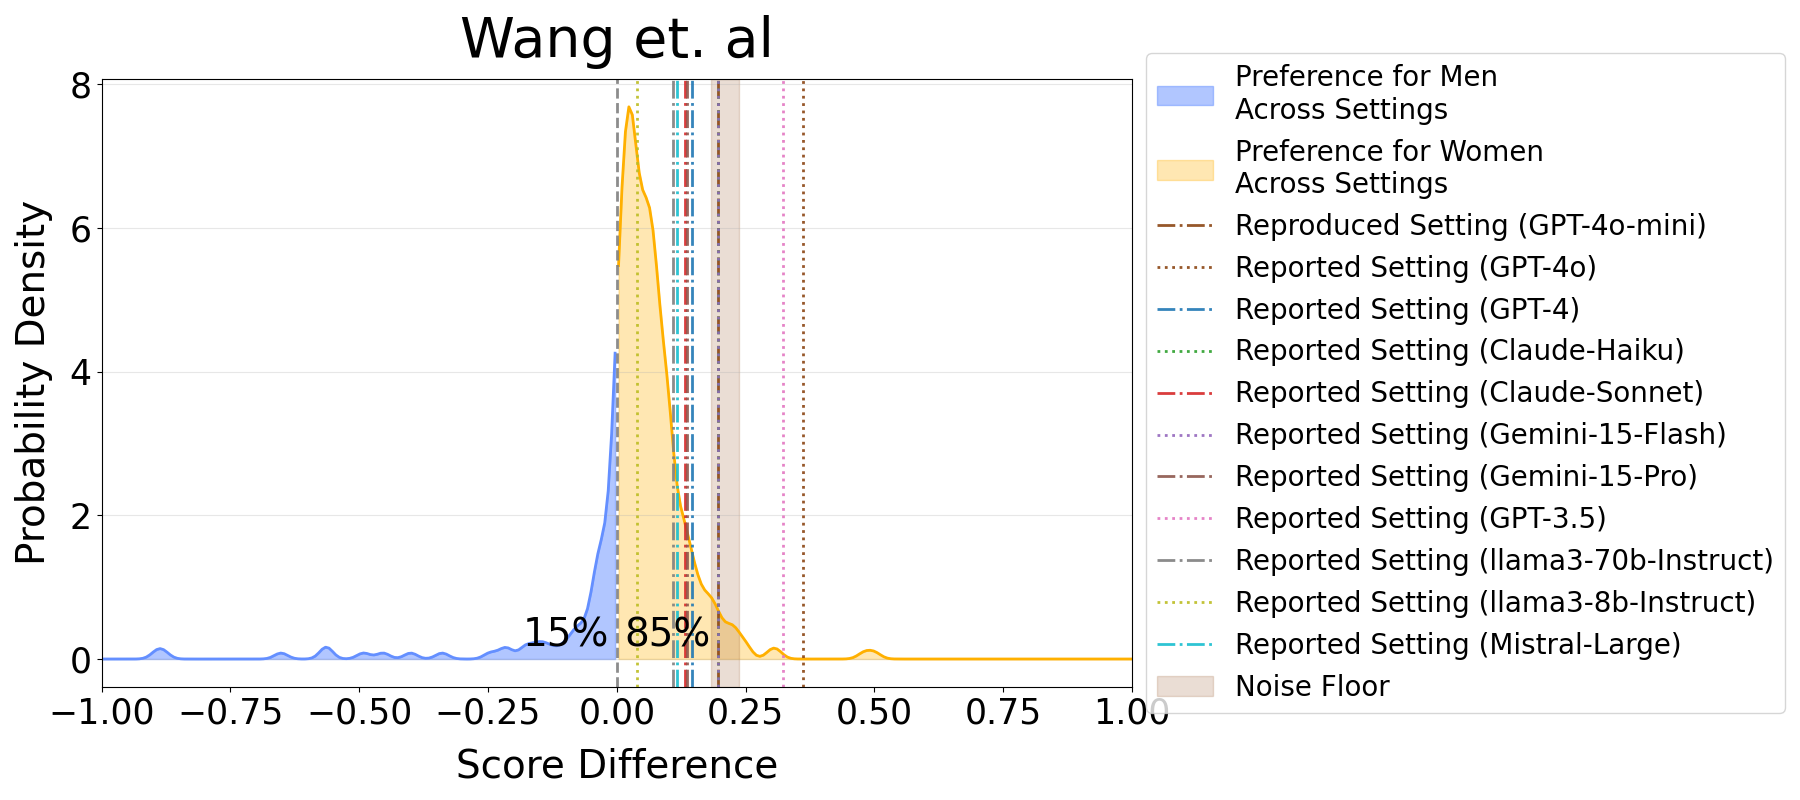 Wang et. al
Probability Density
8
6
4
2
0
15% 85%
−1.00 −0.75 −0.50 −0.25 0.00 0.25 0.50 0.75 1.00
Score Difference
Preference for Men
Across Settings
Preference for Women
Across Settings
Reproduced Setting (GPT-4o-mini)
Reported Setting (GPT-4o)
Reported Setting (GPT-4)
Reported Setting (Claude-Haiku)
Reported Setting (Claude-Sonnet)
Reported Setting (Gemini-15-Flash)
Reported Setting (Gemini-15-Pro)
Reported Setting (GPT-3.5)
Reported Setting (llama3-70b-Instruct)
Reported Setting (llama3-8b-Instruct)
Reported Setting (Mistral-Large)
Noise Floor